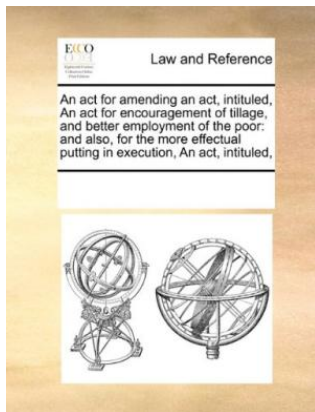 ECCO
Law and Reference
An act for amending an act, intituled,
An act for encouragement of tillage,
and better employment of the poor:
and also, for the more effectual
putting in execution, An act, intituled,